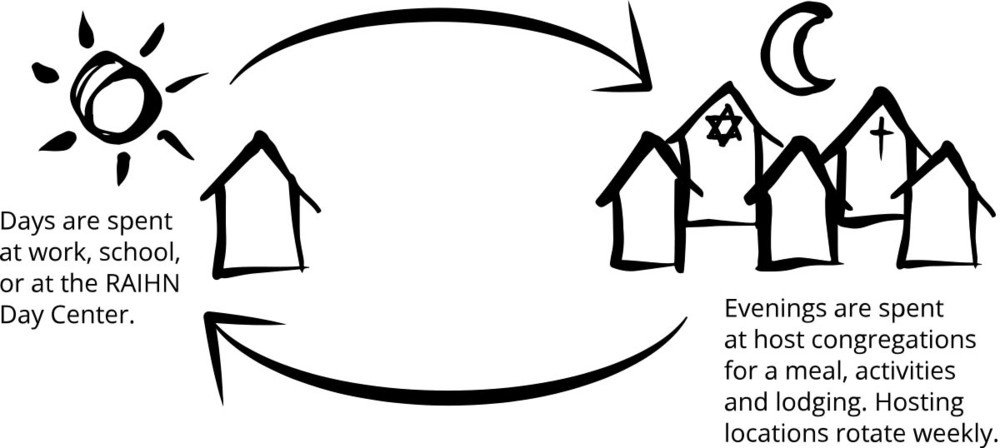 Days are spent
at work, school,
or at the RAIHN
Day Center.
Evenings are spent
at host congregations
for a meal, activities
and lodging. Hosting
locations rotate weekly.